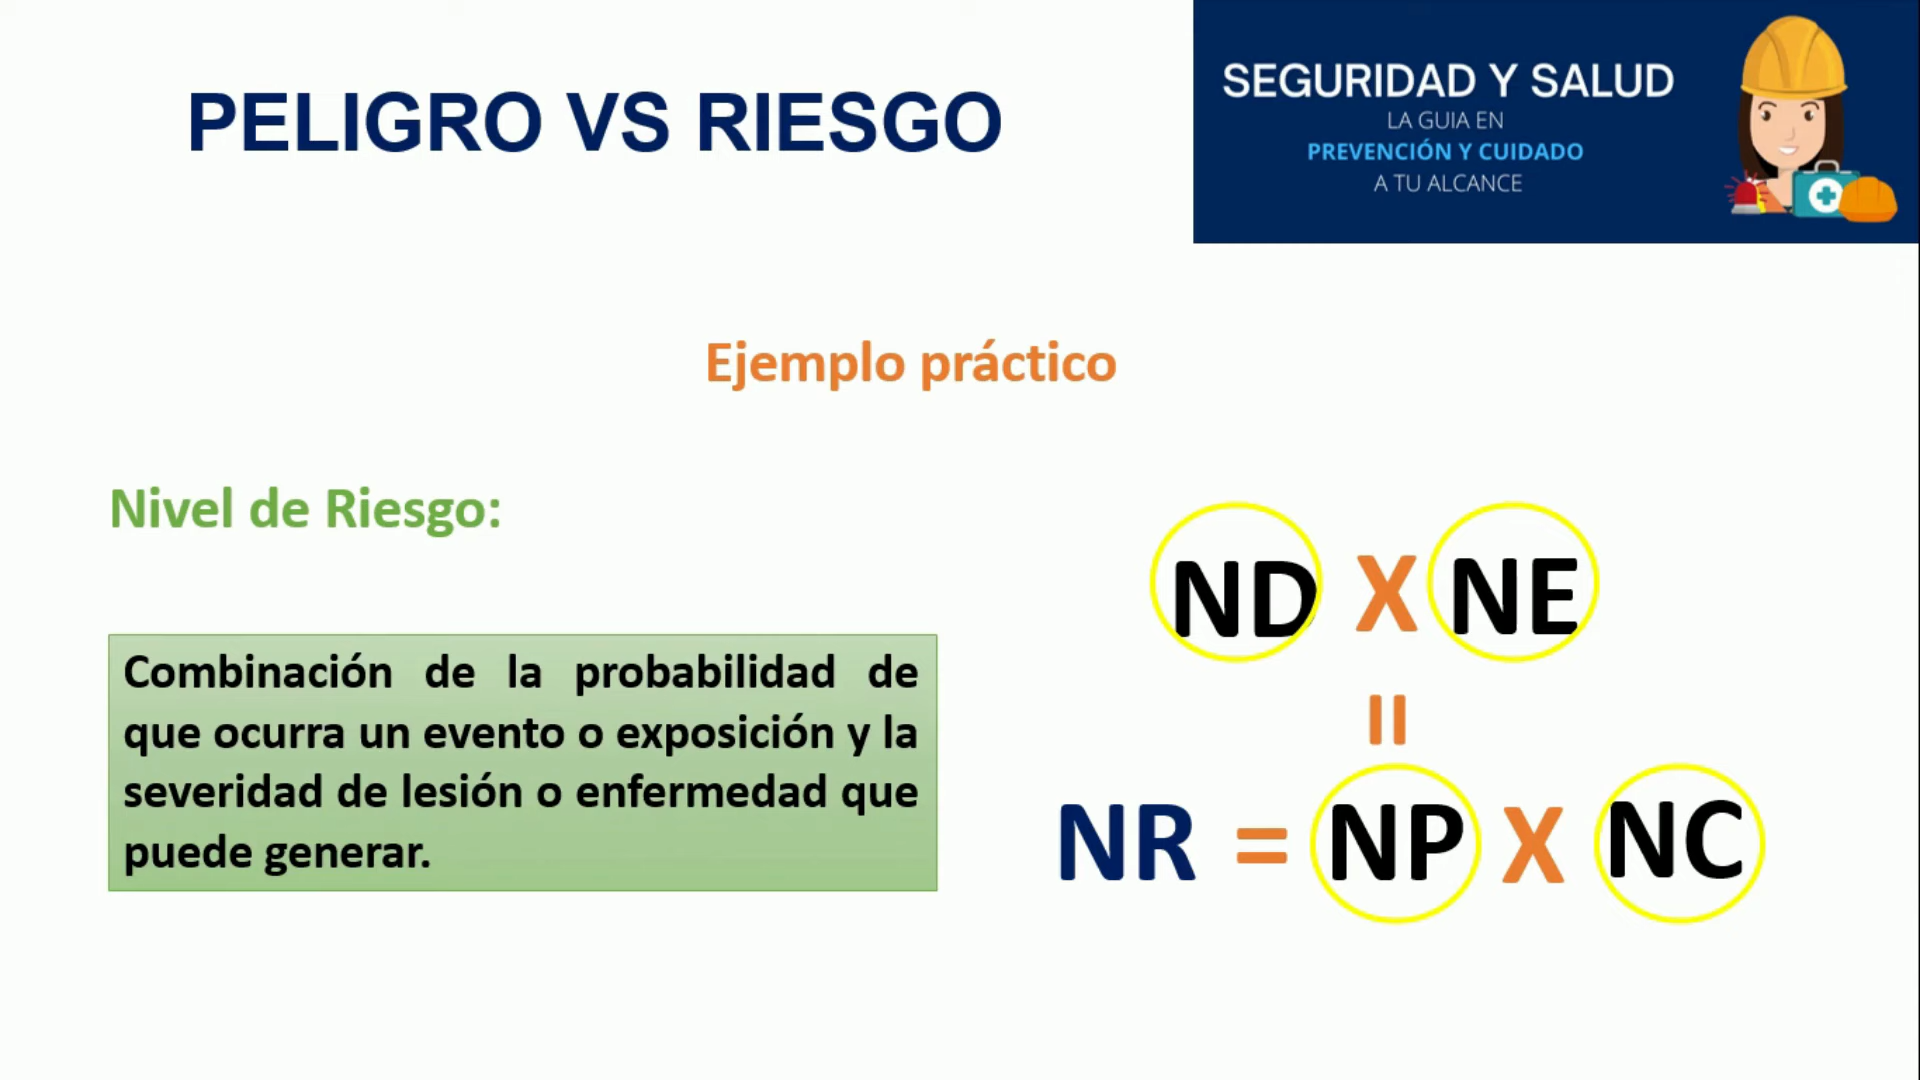 PELIGRO VS RIESGO
SEGURIDAD Y SALUD
LA GUIA EN
PREVENCIÓN Y CUIDADO
A TU ALCANCE
Ejemplo práctico
Nivel de Riesgo:
Combinación de la probabilidad de
que ocurra un evento o exposición y la
severidad de lesión o enfermedad que
puede generar.
ND X NE
=
NR = NP X NC